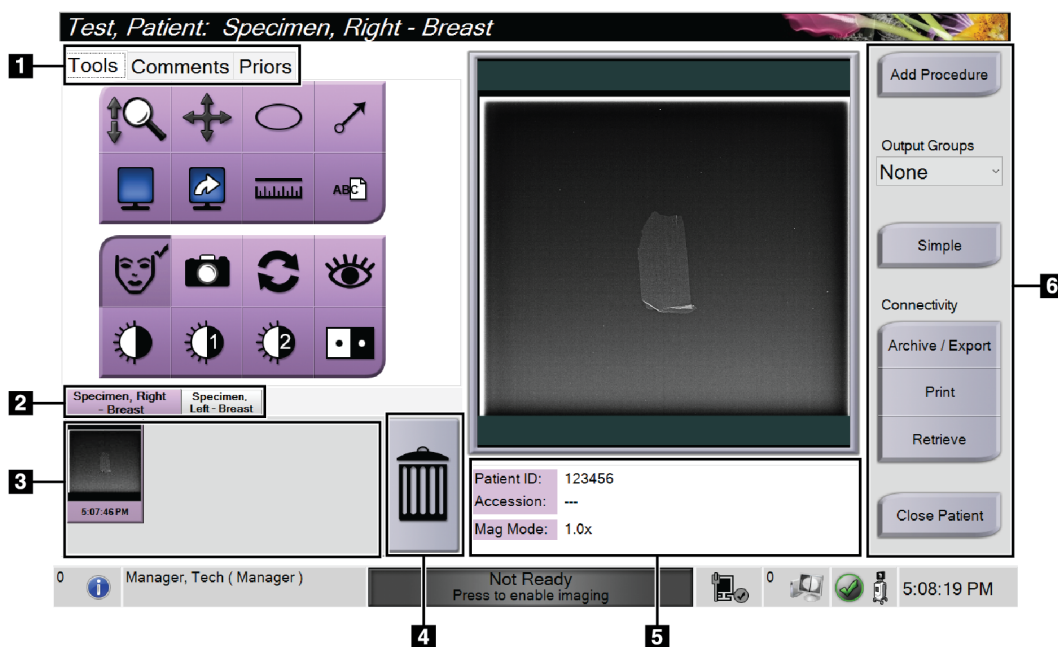 Test, Patient: Specimen, Right - Breast
1
Tools Comments Priors
ABC
1
2
2
Specimen, Right
- Breast
Specimen,
Left - Breast
3
5:07:46 PM
4
Patient ID: 123456
Accession: ---
Mag Mode: 1.0x
5
Add Procedure
Output Groups
None
Simple
Connectivity
Archive / Export
Print
Retrieve
Close Patient
6
0
Manager, Tech ( Manager )
Not Ready
Press to enable imaging
0
5:08:19 PM